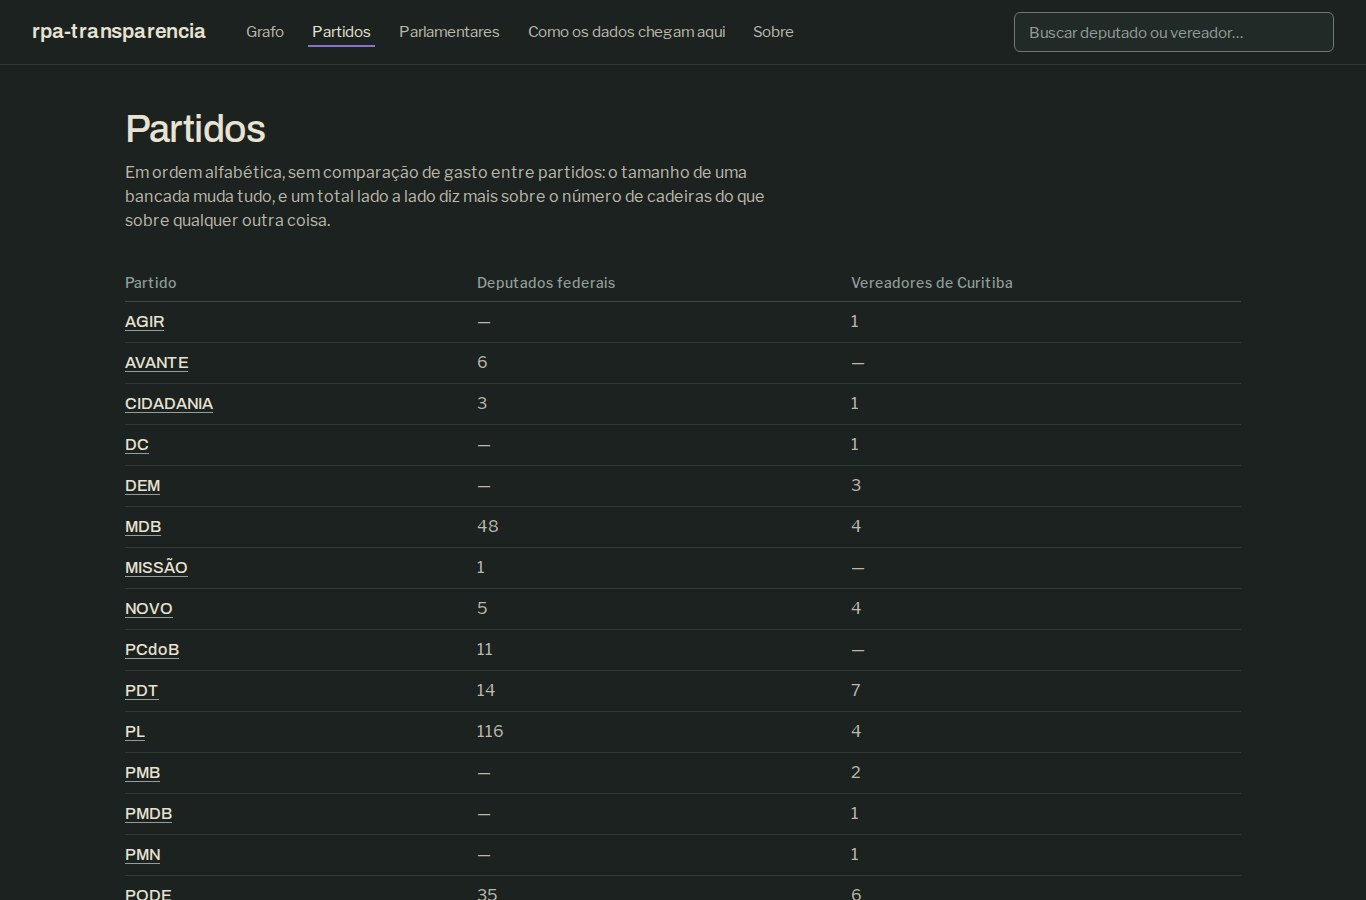 rpa-transparencia Grafo Partidos Parlamentares Como os dados chegam aqui Sobre Buscar deputado ou vereador...
Partidos
Em ordem alfabética, sem comparação de gasto entre partidos: o tamanho de uma
bancada muda tudo, e um total lado a lado diz mais sobre o número de cadeiras do que
sobre qualquer outra coisa.
Partido Deputados federais Vereadores de Curitiba
AGIR — 1
AVANTE 6 —
CIDADANIA 3 1
DC — 1
DEM — 3
MDB 48 4
MISSÃO 1 —
NOVO 5 4
PCdoB 11 —
PDT 14 7
PL 116 4
PMB — 2
PMDB — 1
PMN — 1
PODE 35 6